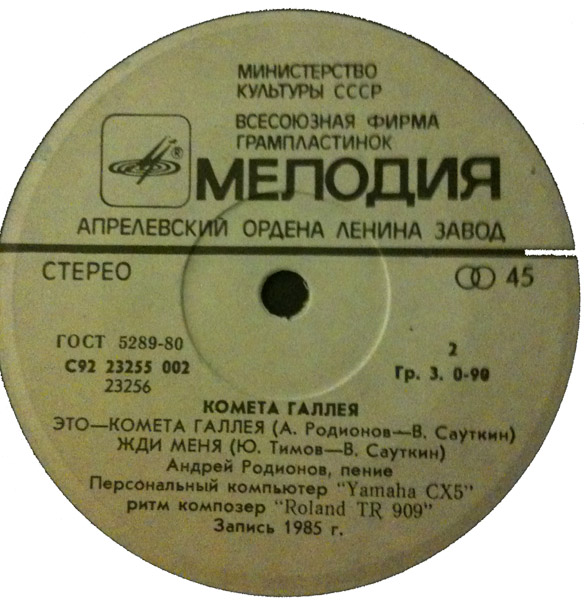 МИНИСТЕРСТВО
КУЛЬТУРЫ СССР
ВСЕСОЮЗНАЯ ФИРМА
ГРАМПЛАСТИНОК
®
МЕЛОДИЯ
АПРЕЛЕВСКИЙ ОРДЕНА ЛЕНИНА ЗАВОД
СТЕРЕО 45
ГОСТ 5289-80
С92 23255 002
23256
2
Гр. 3. 0-90
КОМЕТА ГАЛЛЕЯ
ЭТО—КОМЕТА ГАЛЛЕЯ (А. Родионов—В. Сауткин)
ЖДИ МЕНЯ (Ю. Тимов—В. Сауткин)
Андрей Родионов, пение
Персональный компьютер "Yamaha CX5"
ритм композер "Roland TR 909"
Запись 1985 г.